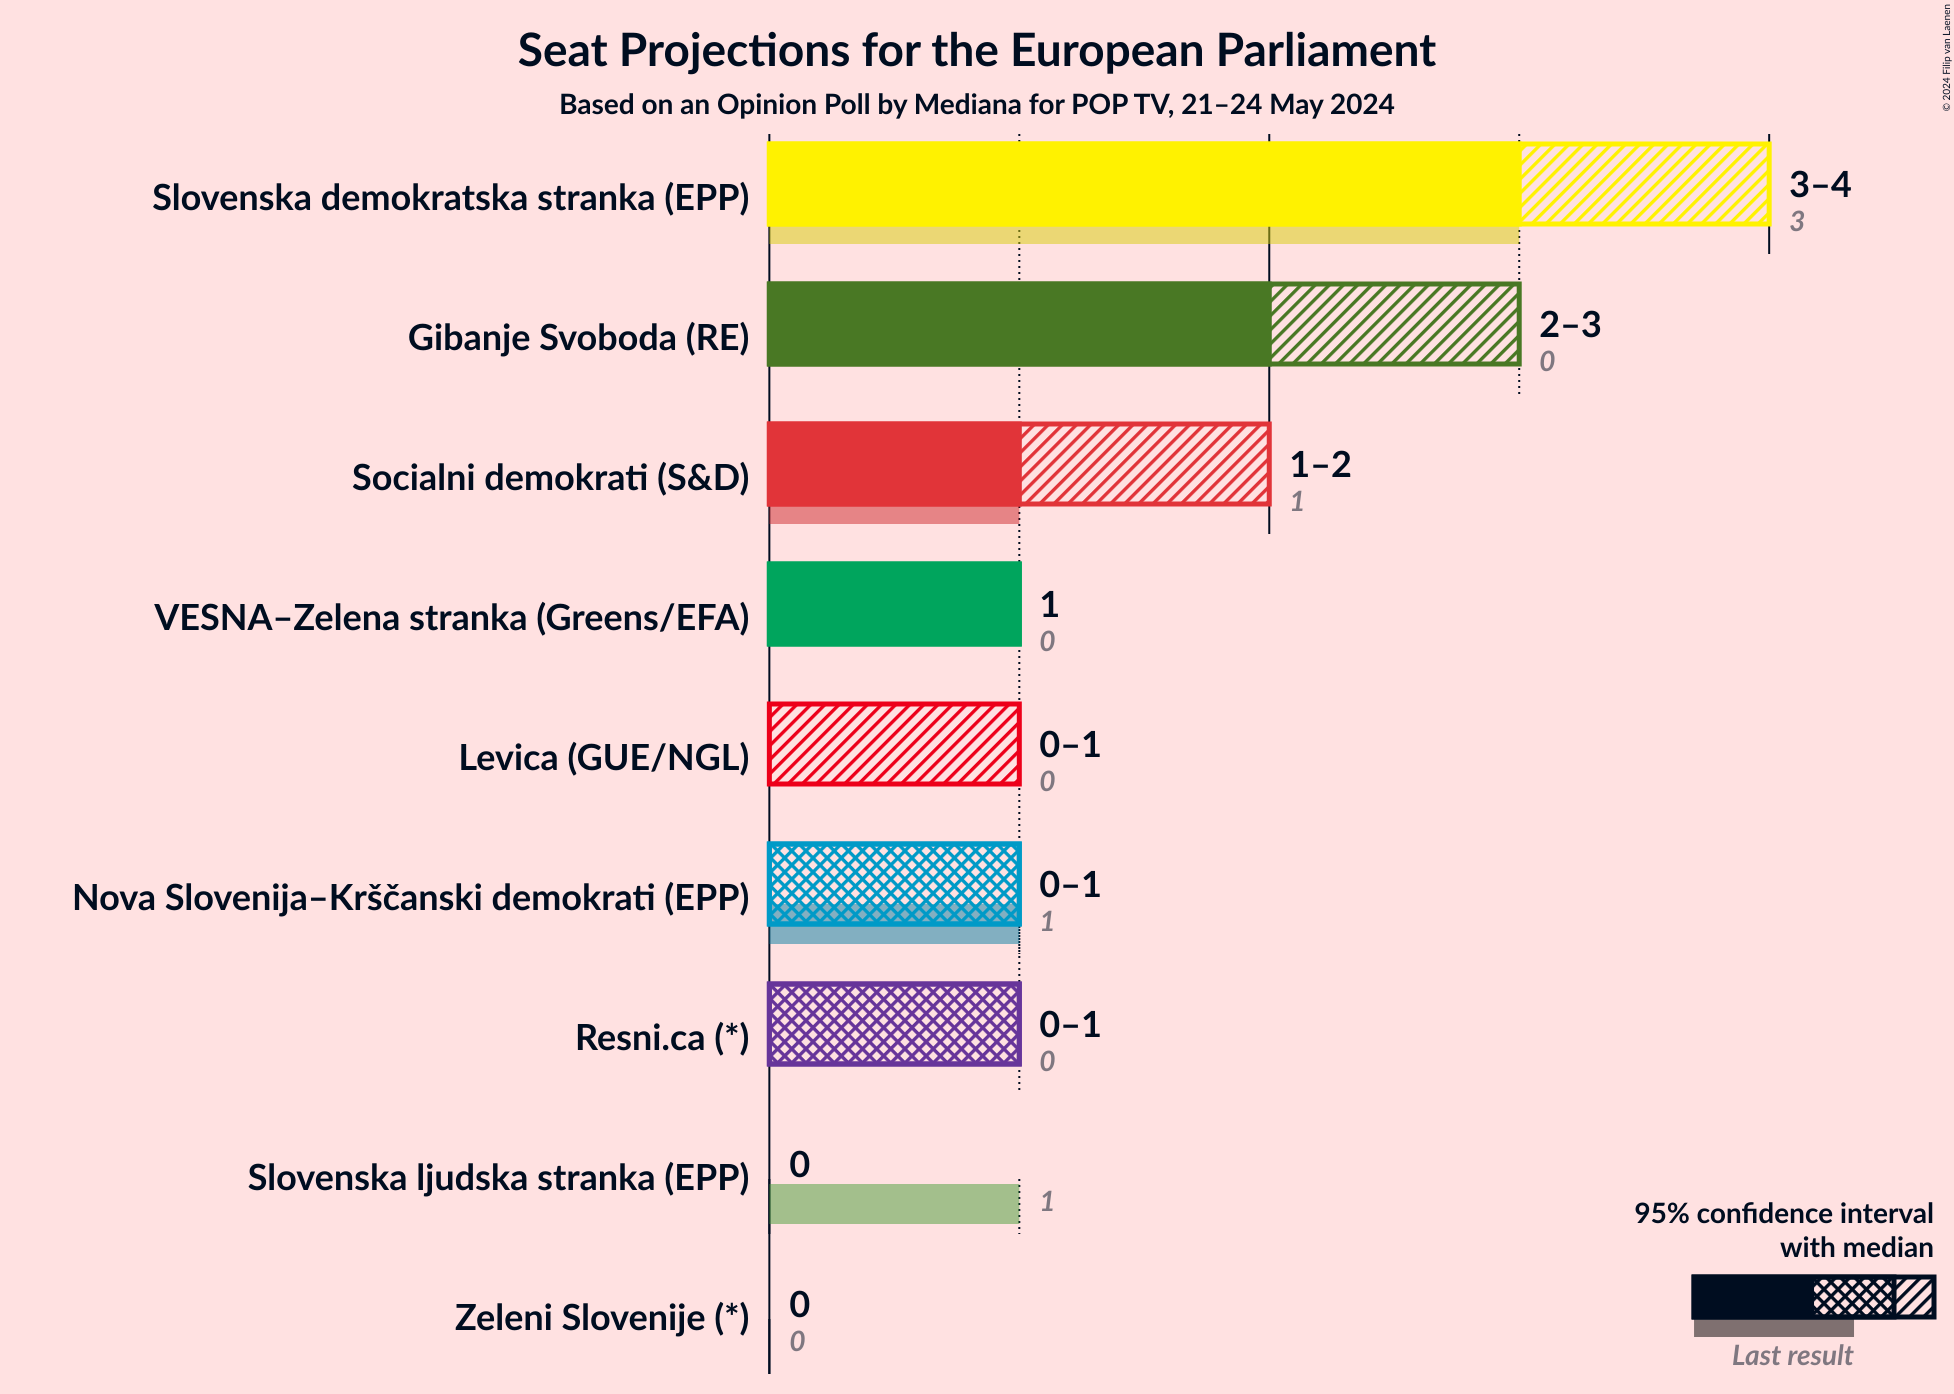 Seat Projections for the European Parliament
Based on an Opinion Poll by Mediana for POP TV, 21–24 May 2024
© 2024 Filip van Laenen
Slovenska demokratska stranka (EPP)
3–4
3
Gibanje Svoboda (RE)
2–3
0
Socialni demokrati (S&D)
1–2
1
VESNA–Zelena stranka (Greens/EFA)
1
0
Levica (GUE/NGL)
0–1
0
Nova Slovenija–Krščanski demokrati (EPP)
0–1
1
Resni.ca (*)
0–1
0
Slovenska ljudska stranka (EPP)
0
1
Zeleni Slovenije (*)
0
0
95% confidence interval
with median
Last result